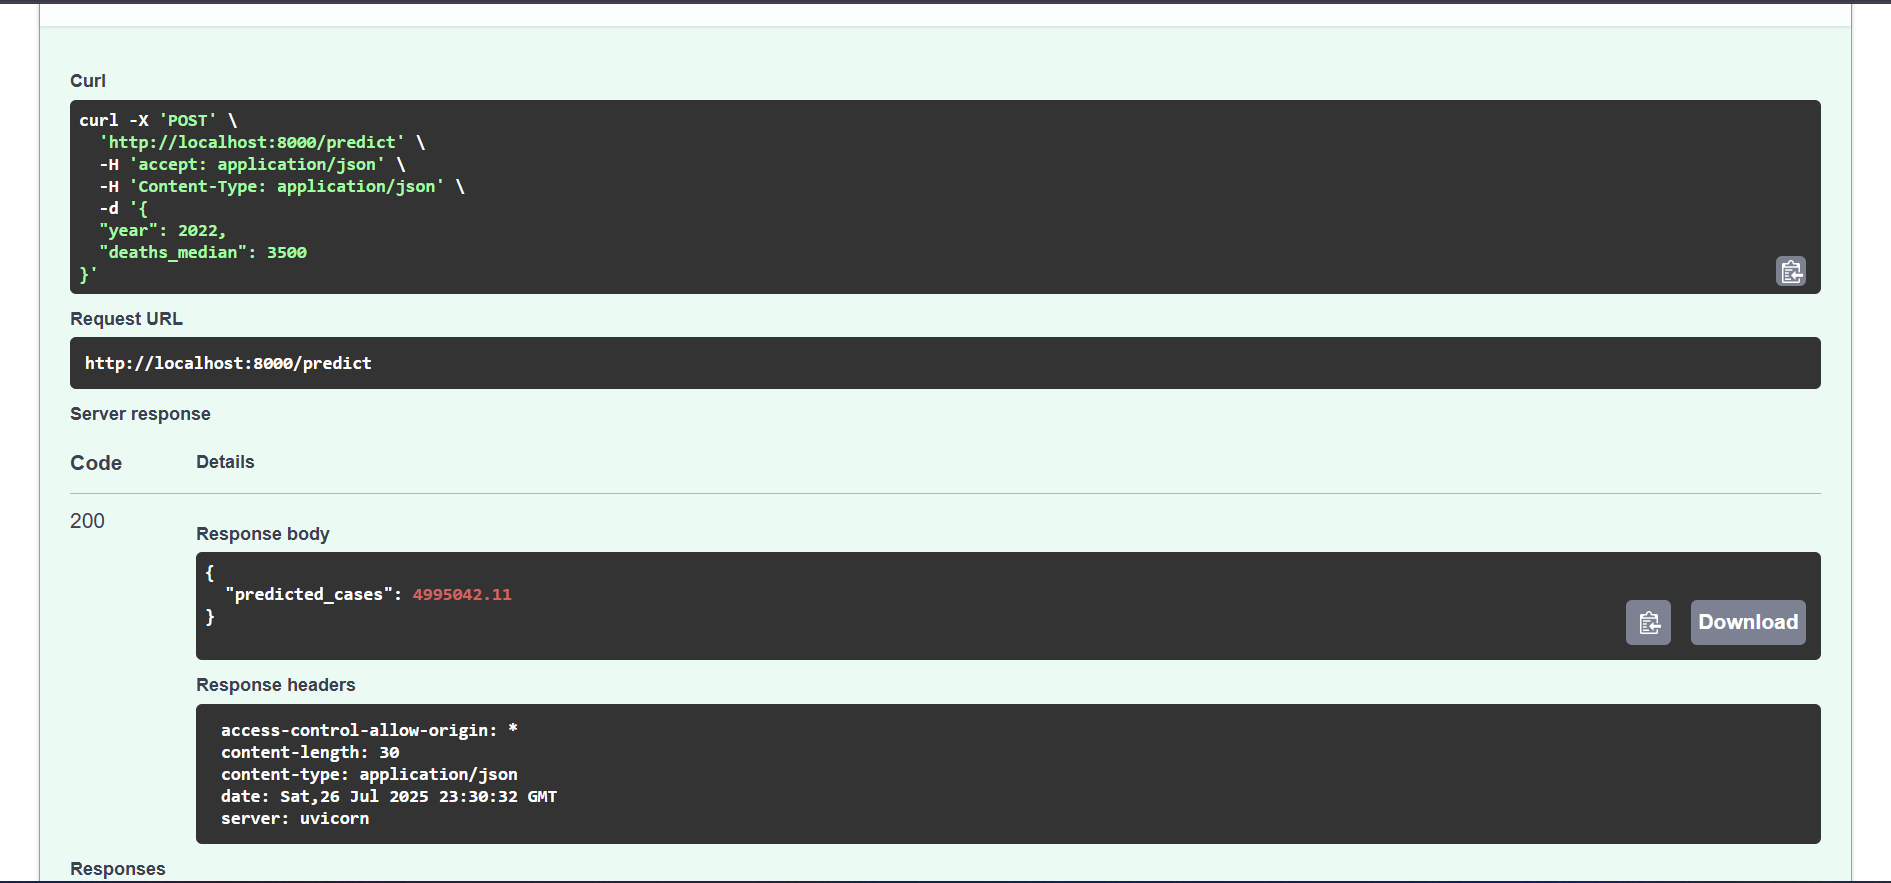 Curl
curl -X 'POST' \
  'http://localhost:8000/predict' \
  -H 'accept: application/json' \
  -H 'Content-Type: application/json' \
  -d '{
  "year": 2022,
  "deaths_median": 3500
}'
Request URL
http://localhost:8000/predict
Server response
Code Details
200
Response body
{
  "predicted_cases": 4995042.11
}
Download
Response headers
access-control-allow-origin: *
content-length: 30
content-type: application/json
date: Sat,26 Jul 2025 23:30:32 GMT
server: uvicorn
Responses